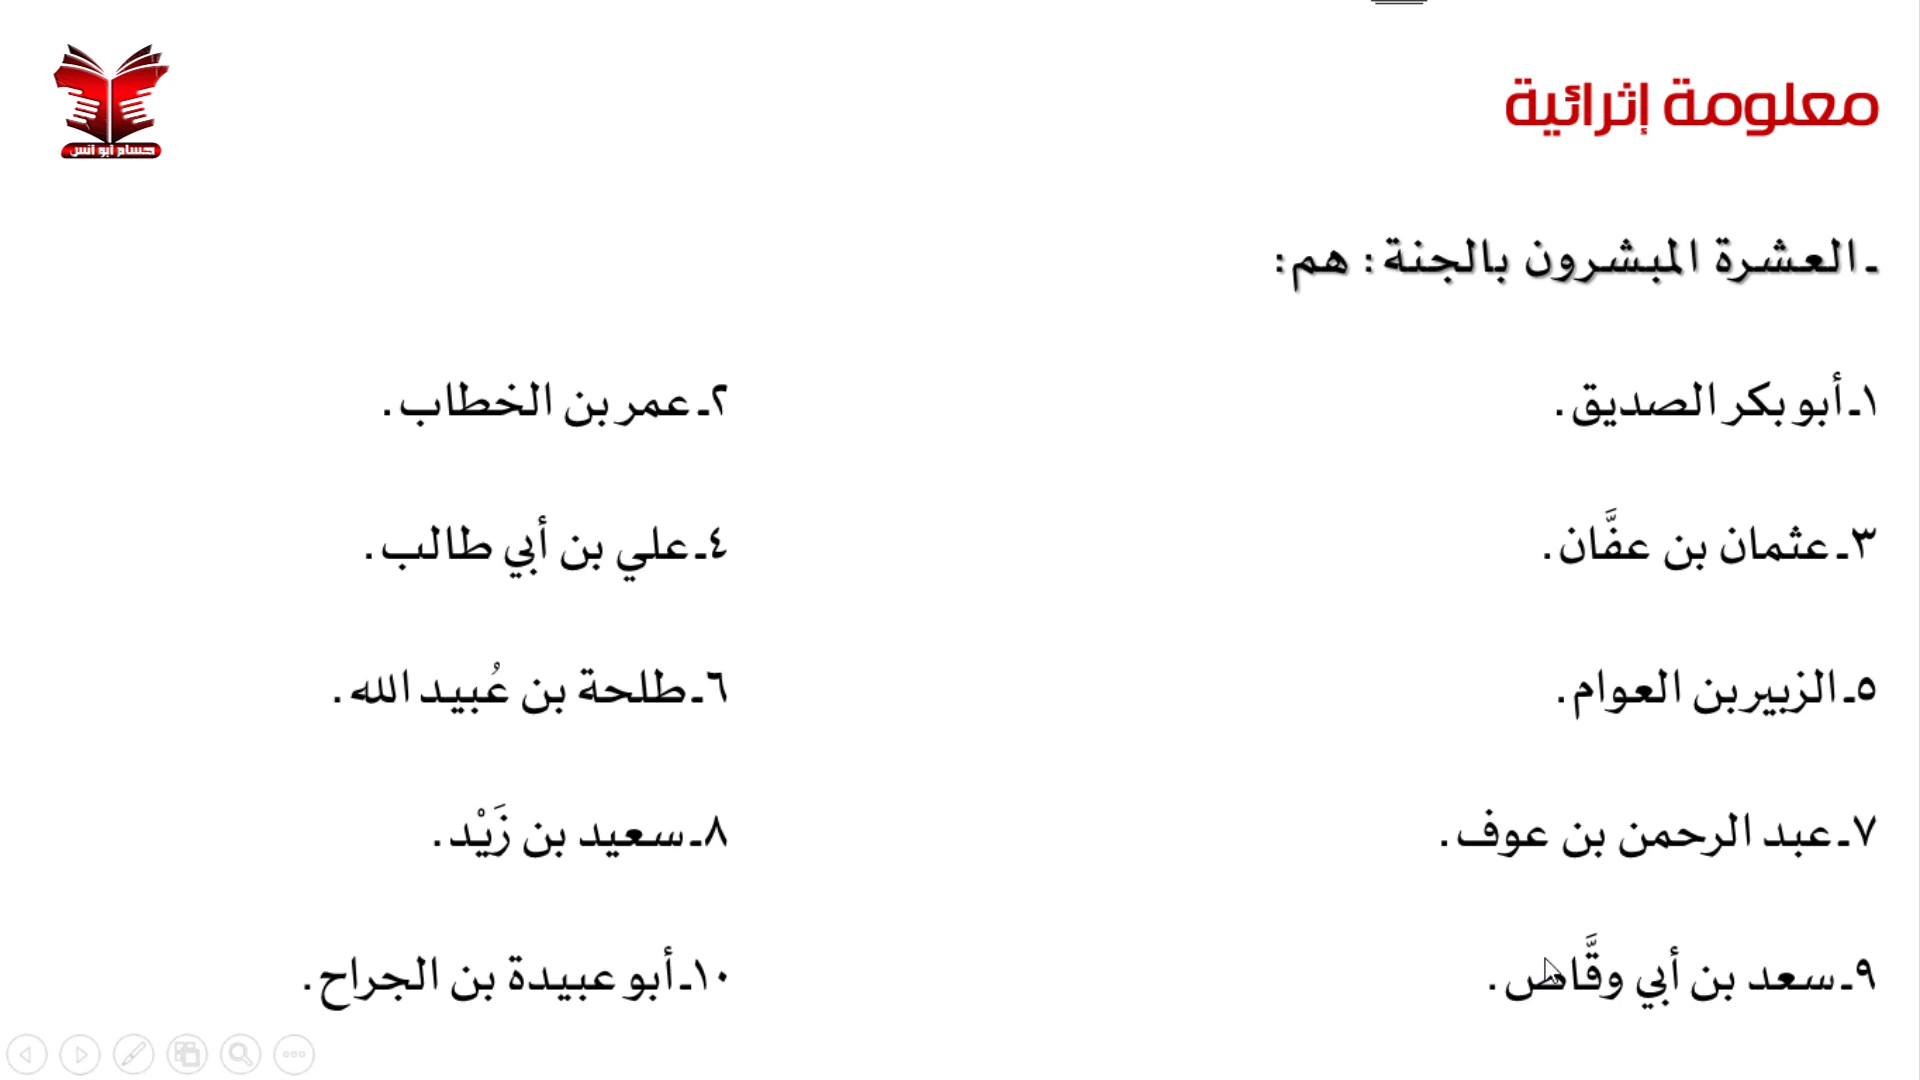 معلومة إثرائية
حسام أبو أنس
ـ العشرة المبشرون بالجنة: هم:
١ـ أبو بكر الصديق.
٢ـ عمر بن الخطاب.
٣ـ عثمان بن عفَّان.
٤ـ علي بن أبي طالب.
٥ـ الزبير بن العوام.
٦ـ طلحة بن عُبيد الله.
٧ـ عبد الرحمن بن عوف.
٨ـ سعيد بن زَيْد.
٩ـ سعد بن أبي وقَّاص.
١٠ـ أبو عبيدة بن الجراح.